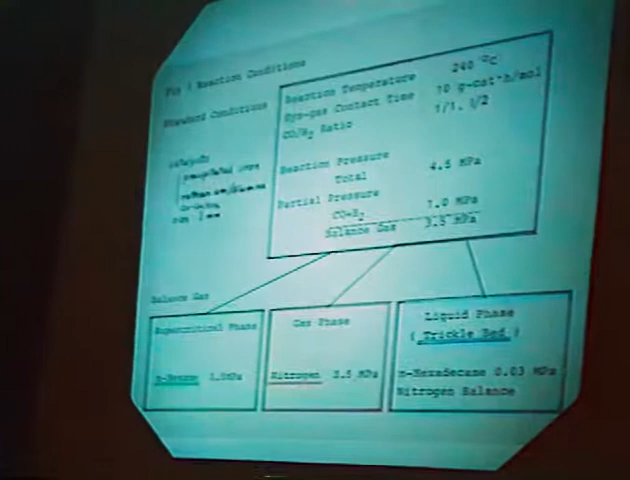 Reaction Conditions
Standard Conditions
Reaction Temperature 240 °C
Syn-gas Contact Time 10 g-cat·h/mol
CO/H2 Ratio 1/1, 1/2
Reaction Pressure
Total 4.5 MPa
Partial Pressure
CO+H2 1.0 MPa
Balance Gas 3.5 MPa
Balance Gas
Supercritical Phase
n-Hexane
Gas Phase
Nitrogen 3.5 MPa
Liquid Phase
( Trickle Bed )
n-Hexadecane 0.03 MPa
Nitrogen Balance